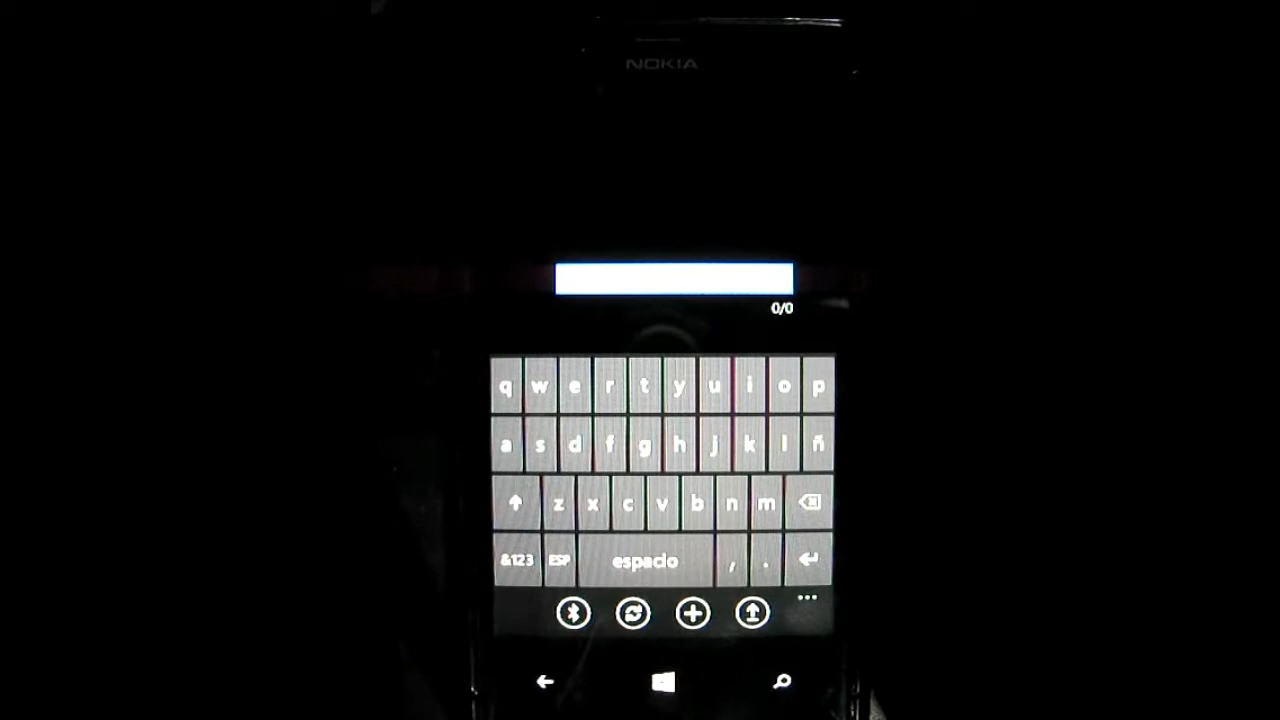 NOKIA
0/0
q w e r t y u i o p
a s d f g h j k l ñ
z x c v b n m
&123 ESP espacio , .
...